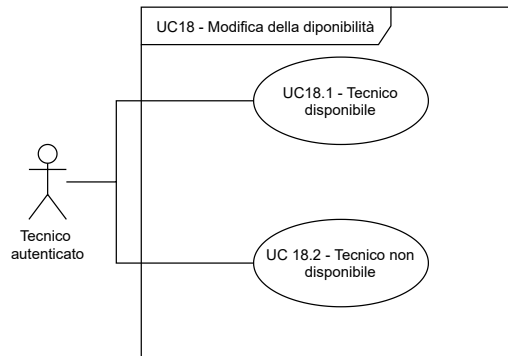 UC18 - Modifica della diponibilità
UC18.1 - Tecnico
disponibile
Tecnico
autenticato
UC 18.2 - Tecnico non
disponibile